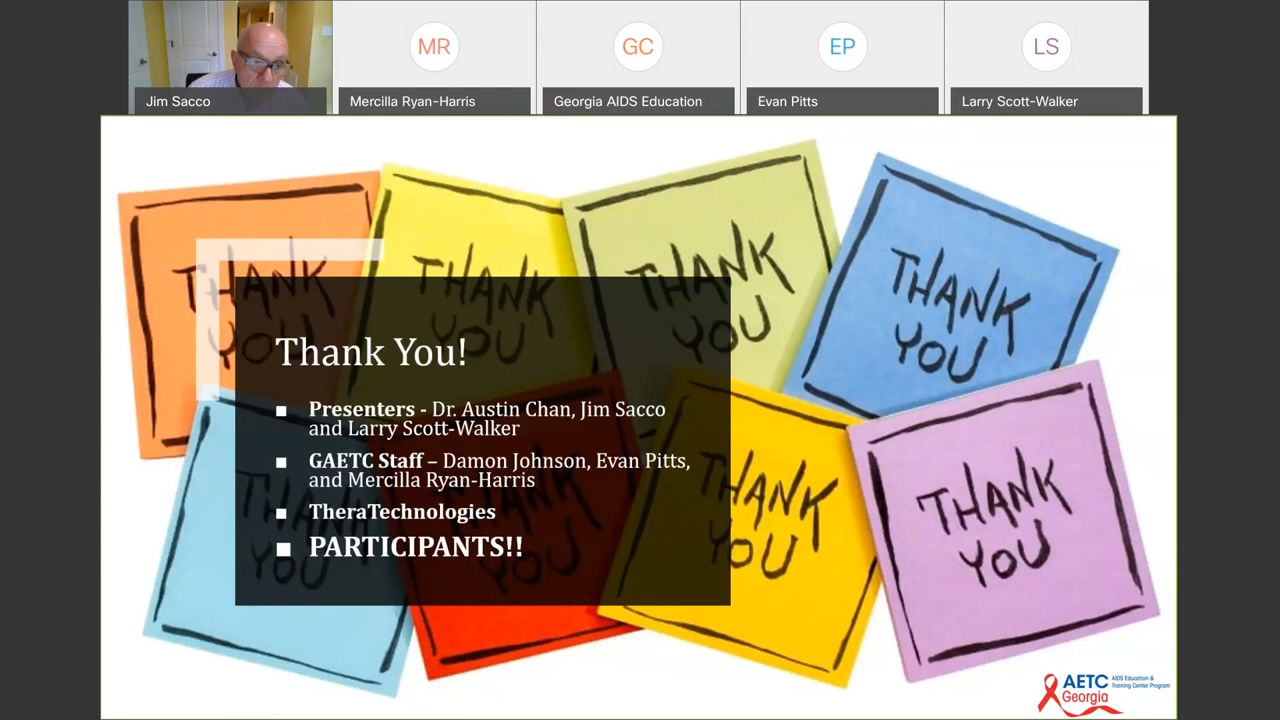 MR
GC
EP
LS
Jim Sacco
Mercilla Ryan-Harris
Georgia AIDS Education
Evan Pitts
Larry Scott-Walker
THANK
YOU
THANK
YOU
THANK
YOU
THANK
YOU
Thank You!
■ Presenters - Dr. Austin Chan, Jim Sacco
and Larry Scott-Walker
■ GAETC Staff – Damon Johnson, Evan Pitts,
and Mercilla Ryan-Harris
■ TheraTechnologies
■ PARTICIPANTS!!
THANK
YOU
THANK
YOU
THANK
YOU
THANK
YOU
AETC
Georgia
AIDS Education &
Training Center Program